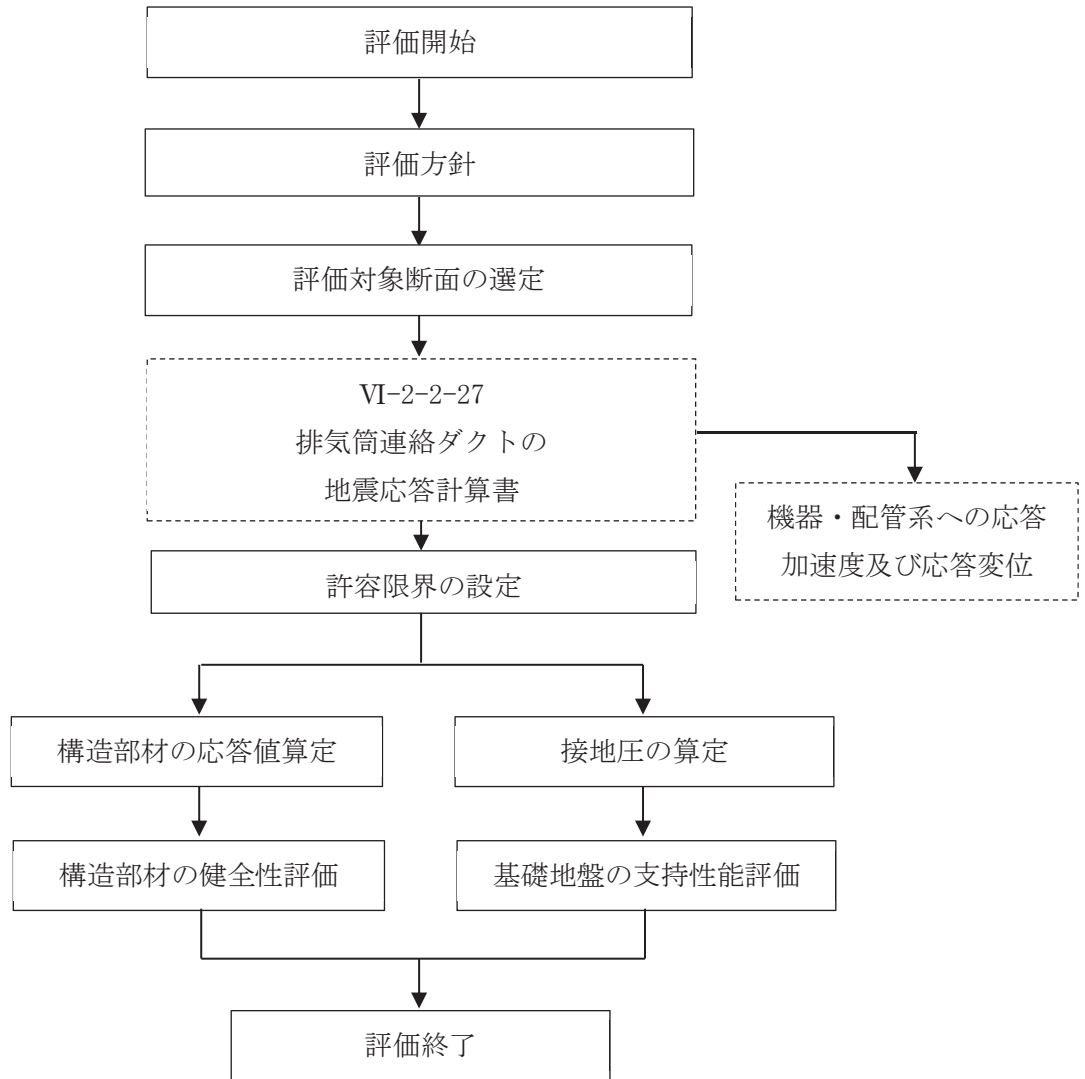 評価開始
評価方針
評価対象断面の選定
Ⅵ-2-2-27
排気筒連絡ダクトの
地震応答計算書
機器・配管系への応答
加速度及び応答変位
許容限界の設定
構造部材の応答値算定
接地圧の算定
構造部材の健全性評価
基礎地盤の支持性能評価
評価終了